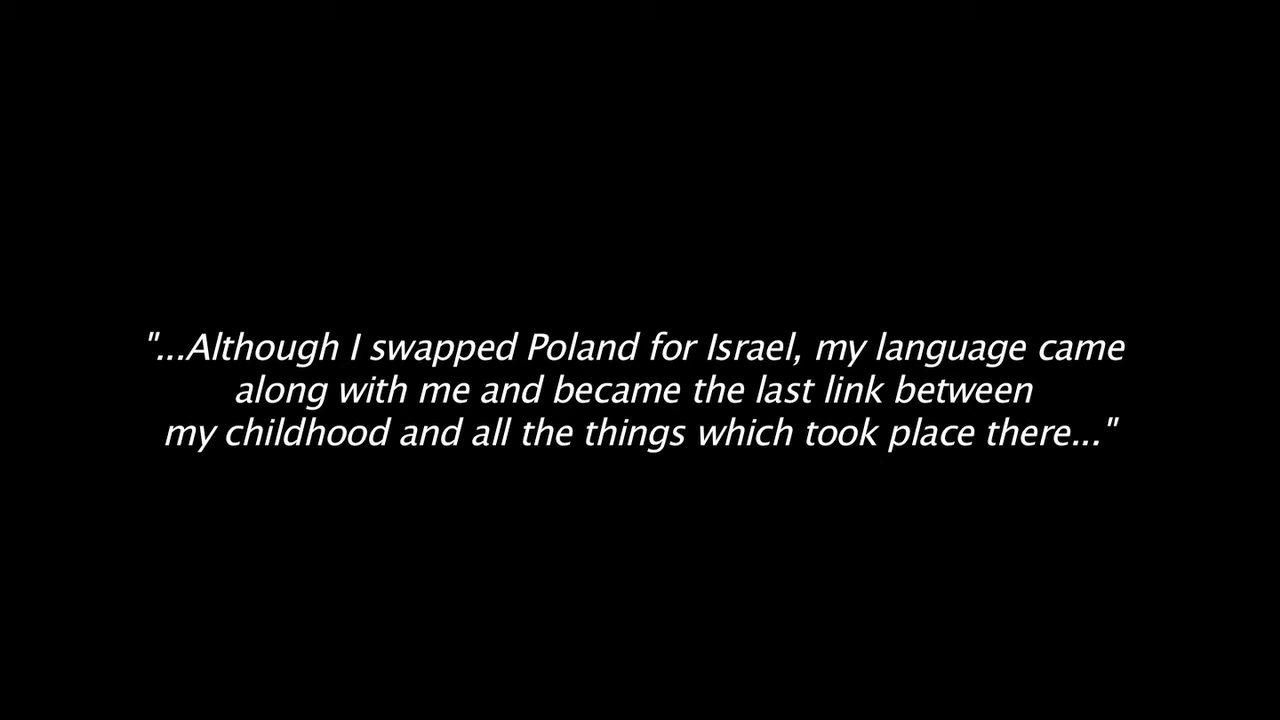 "...Although I swapped Poland for Israel, my language came
along with me and became the last link between
my childhood and all the things which took place there..."